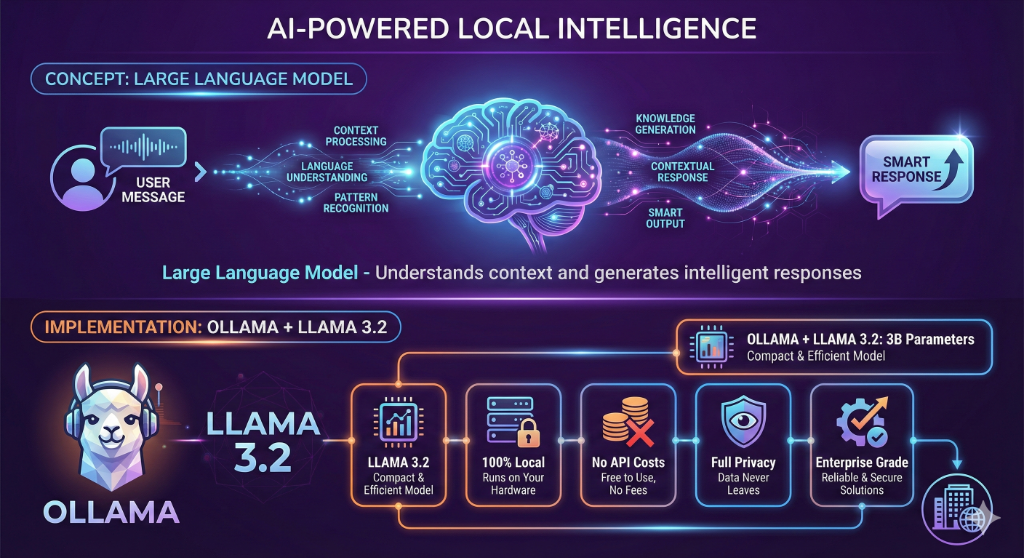 AI-POWERED LOCAL INTELLIGENCE
CONCEPT: LARGE LANGUAGE MODEL
USER
MESSAGE
CONTEXT
PROCESSING
LANGUAGE
UNDERSTANDING
PATTERN
RECOGNITION
KNOWLEDGE
GENERATION
CONTEXTUAL
RESPONSE
SMART
OUTPUT
SMART
RESPONSE
Large Language Model - Understands context and generates intelligent responses
IMPLEMENTATION: OLLAMA + LLAMA 3.2
OLLAMA + LLAMA 3.2: 3B Parameters
Compact & Efficient Model
OLLAMA
LLAMA
3.2
LLAMA 3.2
Compact &
Efficient Model
100% Local
Runs on Your
Hardware
No API Costs
Free to Use,
No Fees
Full Privacy
Data Never
Leaves
Enterprise Grade
Reliable & Secure
Solutions